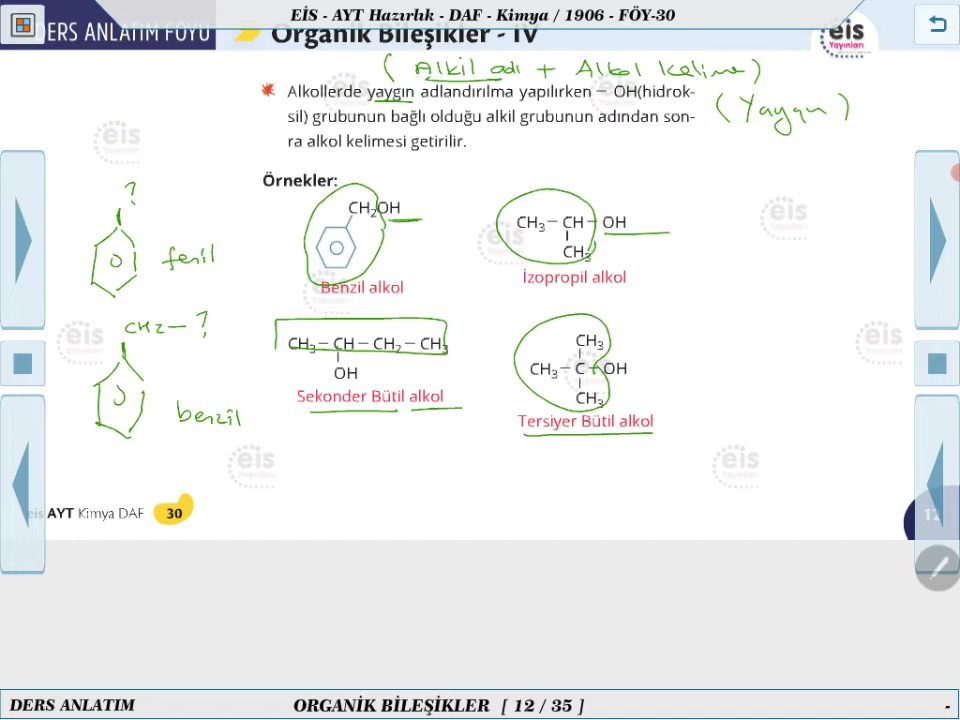 EİS - AYT Hazırlık - DAF - Kimya / 1906 - FÖY-30
DERS ANLATIM FÖYÜ
Organik Bileşikler - IV
eis
Yayınları
( Alkil adı + Alkol kelime )
Alkollerde yaygın adlandırılma yapılırken – OH(hidrok-
sil) grubunun bağlı olduğu alkil grubunun adından son-
ra alkol kelimesi getirilir.
( Yaygın )
Örnekler:
?
fenil
CH₂OH
Benzil alkol
CH₃ – CH – OH
CH₃
İzopropil alkol
CH₂ – ?
benzil
CH₃ – CH – CH₂ – CH₃
OH
Sekonder Bütil alkol
CH₃
CH₃ – C – OH
CH₃
Tersiyer Bütil alkol
eis AYT Kimya DAF 30
12
DERS ANLATIM
ORGANİK BİLEŞİKLER [ 12 / 35 ]
-